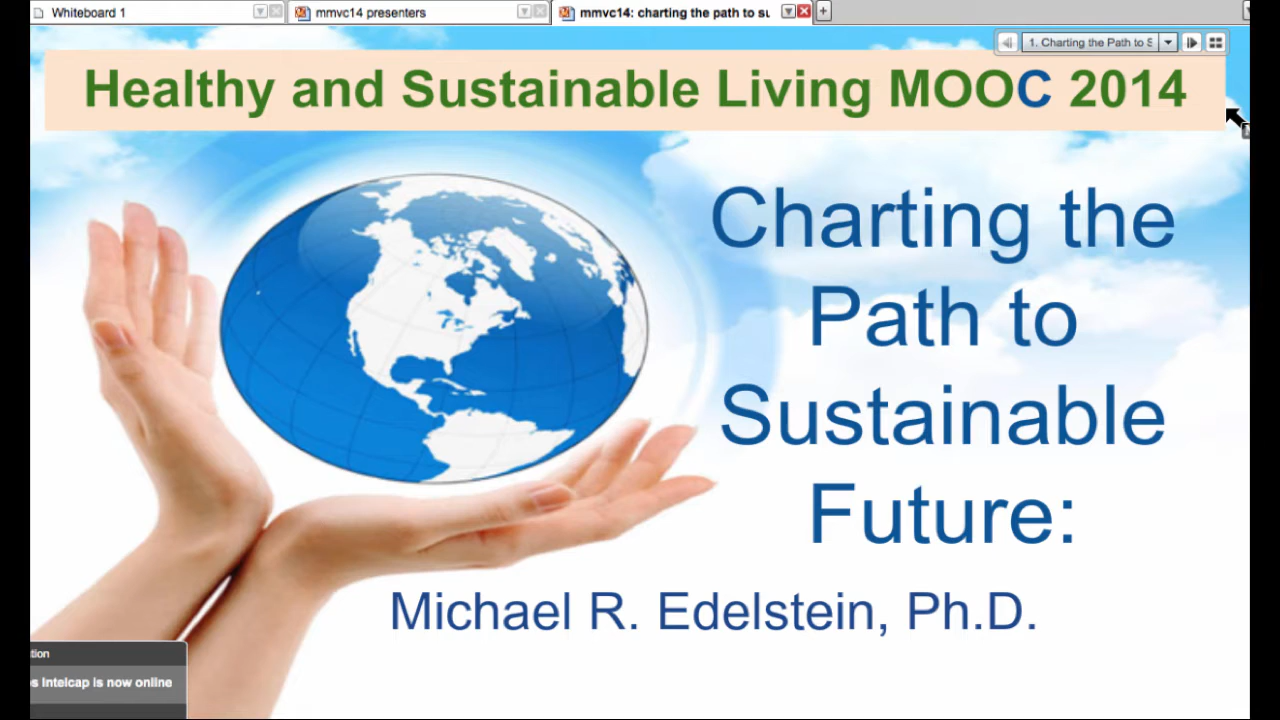 Whiteboard 1
mmvc14 presenters
mmvc14: charting the path to su
1. Charting the Path to S
Healthy and Sustainable Living MOOC 2014
Charting the
Path to
Sustainable
Future:
Michael R. Edelstein, Ph.D.
tion
s Intelcap is now online